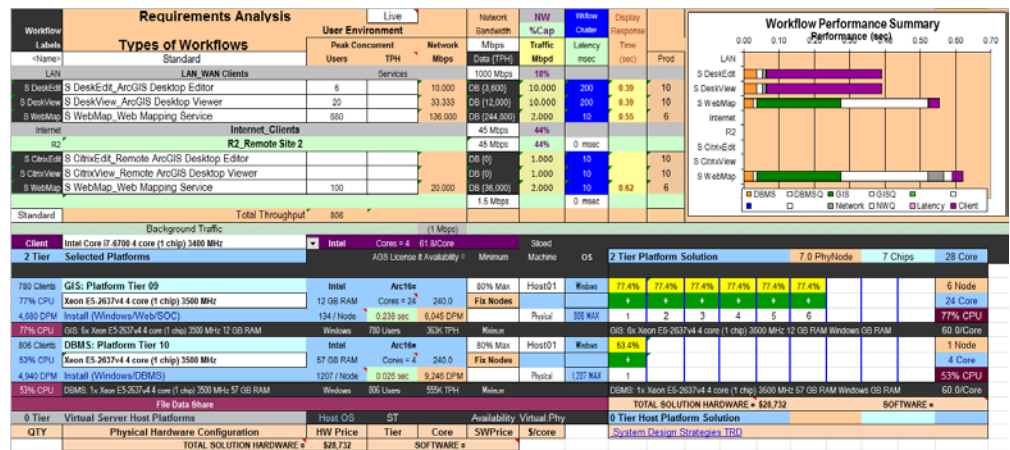 Requirements Analysis Live Network NW Wkflow Display
Workflow User Environment Bandwidth %Cap Chatter Response
Labels Types of Workflows Peak Concurrent Network Mbps Traffic Latency Time
<Name> Standard Users TPH Mbps Data (TPH) Mbpd msec (sec) Prod
LAN LAN_WAN Clients Services 1000 Mbps 18%
S DeskEdit S DeskEdit_ArcGIS Desktop Editor 6 10.000 DB (3,600) 10.000 200 0.39 10
S DeskView S DeskView_ArcGIS Desktop Viewer 20 33.333 DB (12,000) 10.000 200 0.39 10
S WebMap S WebMap_Web Mapping Service 680 136.000 DB (244,800) 2.000 10 0.55 6
Internet Internet_Clients 45 Mbps 44%
R2 R2_Remote Site 2 45 Mbps 44% 0 msec
S CitrixEdit S CitrixEdit_Remote ArcGIS Desktop Editor DB (0) 1.000 10 10
S CitrixView S CitrixView_Remote ArcGIS Desktop Viewer DB (0) 1.000 10 10
S WebMap S WebMap_Web Mapping Service 100 20.000 DB (36,000) 2.000 10 0.62 6
1.5 Mbps 0 msec
Standard Total Throughput 806
Workflow Performance Summary
Performance (sec)
0.00 0.10 0.20 0.30 0.40 0.50 0.60 0.70
LAN
S DeskEdit
S DeskView
S WebMap
Internet
R2
S CitrixEdit
S CitrixView
S WebMap
DBMS DBMSQ GIS GISQ
Network NWQ Latency Client
Background Traffic (1 Mbps)
Client Intel Core i7-6700 4 core (1 chip) 3400 MHz Intel Cores = 4 61.8/Core Sliced
2 Tier Selected Platforms AGS License # Availability = Minimum Machine OS 2 Tier Platform Solution 7.0 PhyNode 7 Chips 28 Core
780 Clients GIS: Platform Tier 09 Intel Arc16= 80% Max Host01 Windows 77.4% 77.4% 77.4% 77.4% 77.4% 77.4% 6 Node
77% CPU Xeon E5-2637v4 4 core (1 chip) 3500 MHz 12 GB RAM Cores = 24 240.0 Fix Nodes + + + + + + 24 Core
4,680 DPM Install (Windows/Web/SOC) 134 / Node 0.238 sec 6,045 DPM Physical 806 MAX 1 2 3 4 5 6 77% CPU
77% CPU GIS: 6x Xeon E5-2637v4 4 core (1 chip) 3500 MHz 12 GB RAM Windows 780 Users 363K TPH Minimum GIS: 6x Xeon E5-2637v4 4 core (1 chip) 3500 MHz 12 GB RAM Windows GB RAM 60.0/Core
806 Clients DBMS: Platform Tier 10 Intel Arc16= 80% Max Host01 Windows 53.4% 1 Node
53% CPU Xeon E5-2637v4 4 core (1 chip) 3500 MHz 57 GB RAM Cores = 4 240.0 Fix Nodes + 4 Core
4,940 DPM Install (Windows/DBMS) 1207 / Node 0.026 sec 9,246 DPM Physical 1,207 MAX 1 53% CPU
53% CPU DBMS: 1x Xeon E5-2637v4 4 core (1 chip) 3500 MHz 57 GB RAM Windows 806 Users 555K TPH Minimum DBMS: 1x Xeon E5-2637v4 4 core (1 chip) 3500 MHz 57 GB RAM Windows GB RAM 60.0/Core
File Data Share TOTAL SOLUTION HARDWARE = $28,732 SOFTWARE =
0 Tier Virtual Server Host Platforms Host OS ST Availability Virtual.Phy 0 Tier Host Platform Solution
QTY Physical Hardware Configuration HW Price Tier Core SWPrice $/core System Design Strategies TRD
TOTAL SOLUTION HARDWARE = $28,732 SOFTWARE =